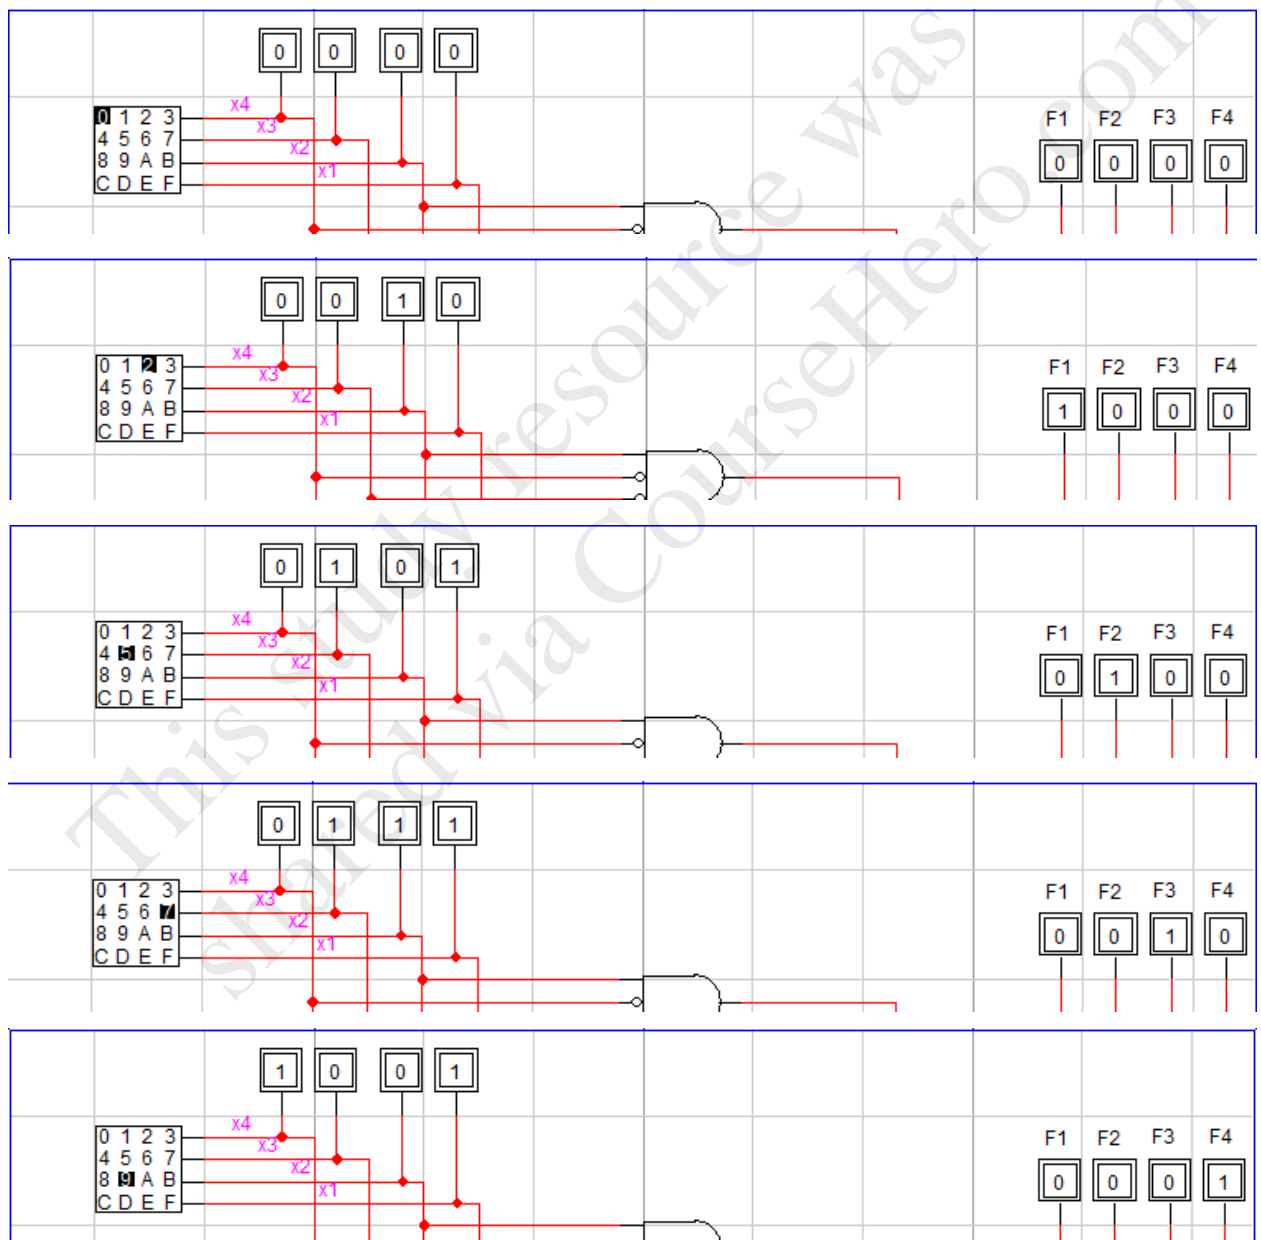 0 0 0 0
x4
0 1 2 3
x3
4 5 6 7
x2
8 9 A B
x1
C D E F
F1 F2 F3 F4
0 0 0 0
0 0 1 0
x4
0 1 2 3
x3
4 5 6 7
x2
8 9 A B
x1
C D E F
F1 F2 F3 F4
1 0 0 0
0 1 0 1
x4
0 1 2 3
x3
4 5 6 7
x2
8 9 A B
x1
C D E F
F1 F2 F3 F4
0 1 0 0
0 1 1 1
x4
0 1 2 3
x3
4 5 6 7
x2
8 9 A B
x1
C D E F
F1 F2 F3 F4
0 0 1 0
1 0 0 1
x4
0 1 2 3
x3
4 5 6 7
x2
8 9 A B
x1
C D E F
F1 F2 F3 F4
0 0 0 1
This study resource was
shared via CourseHero.com